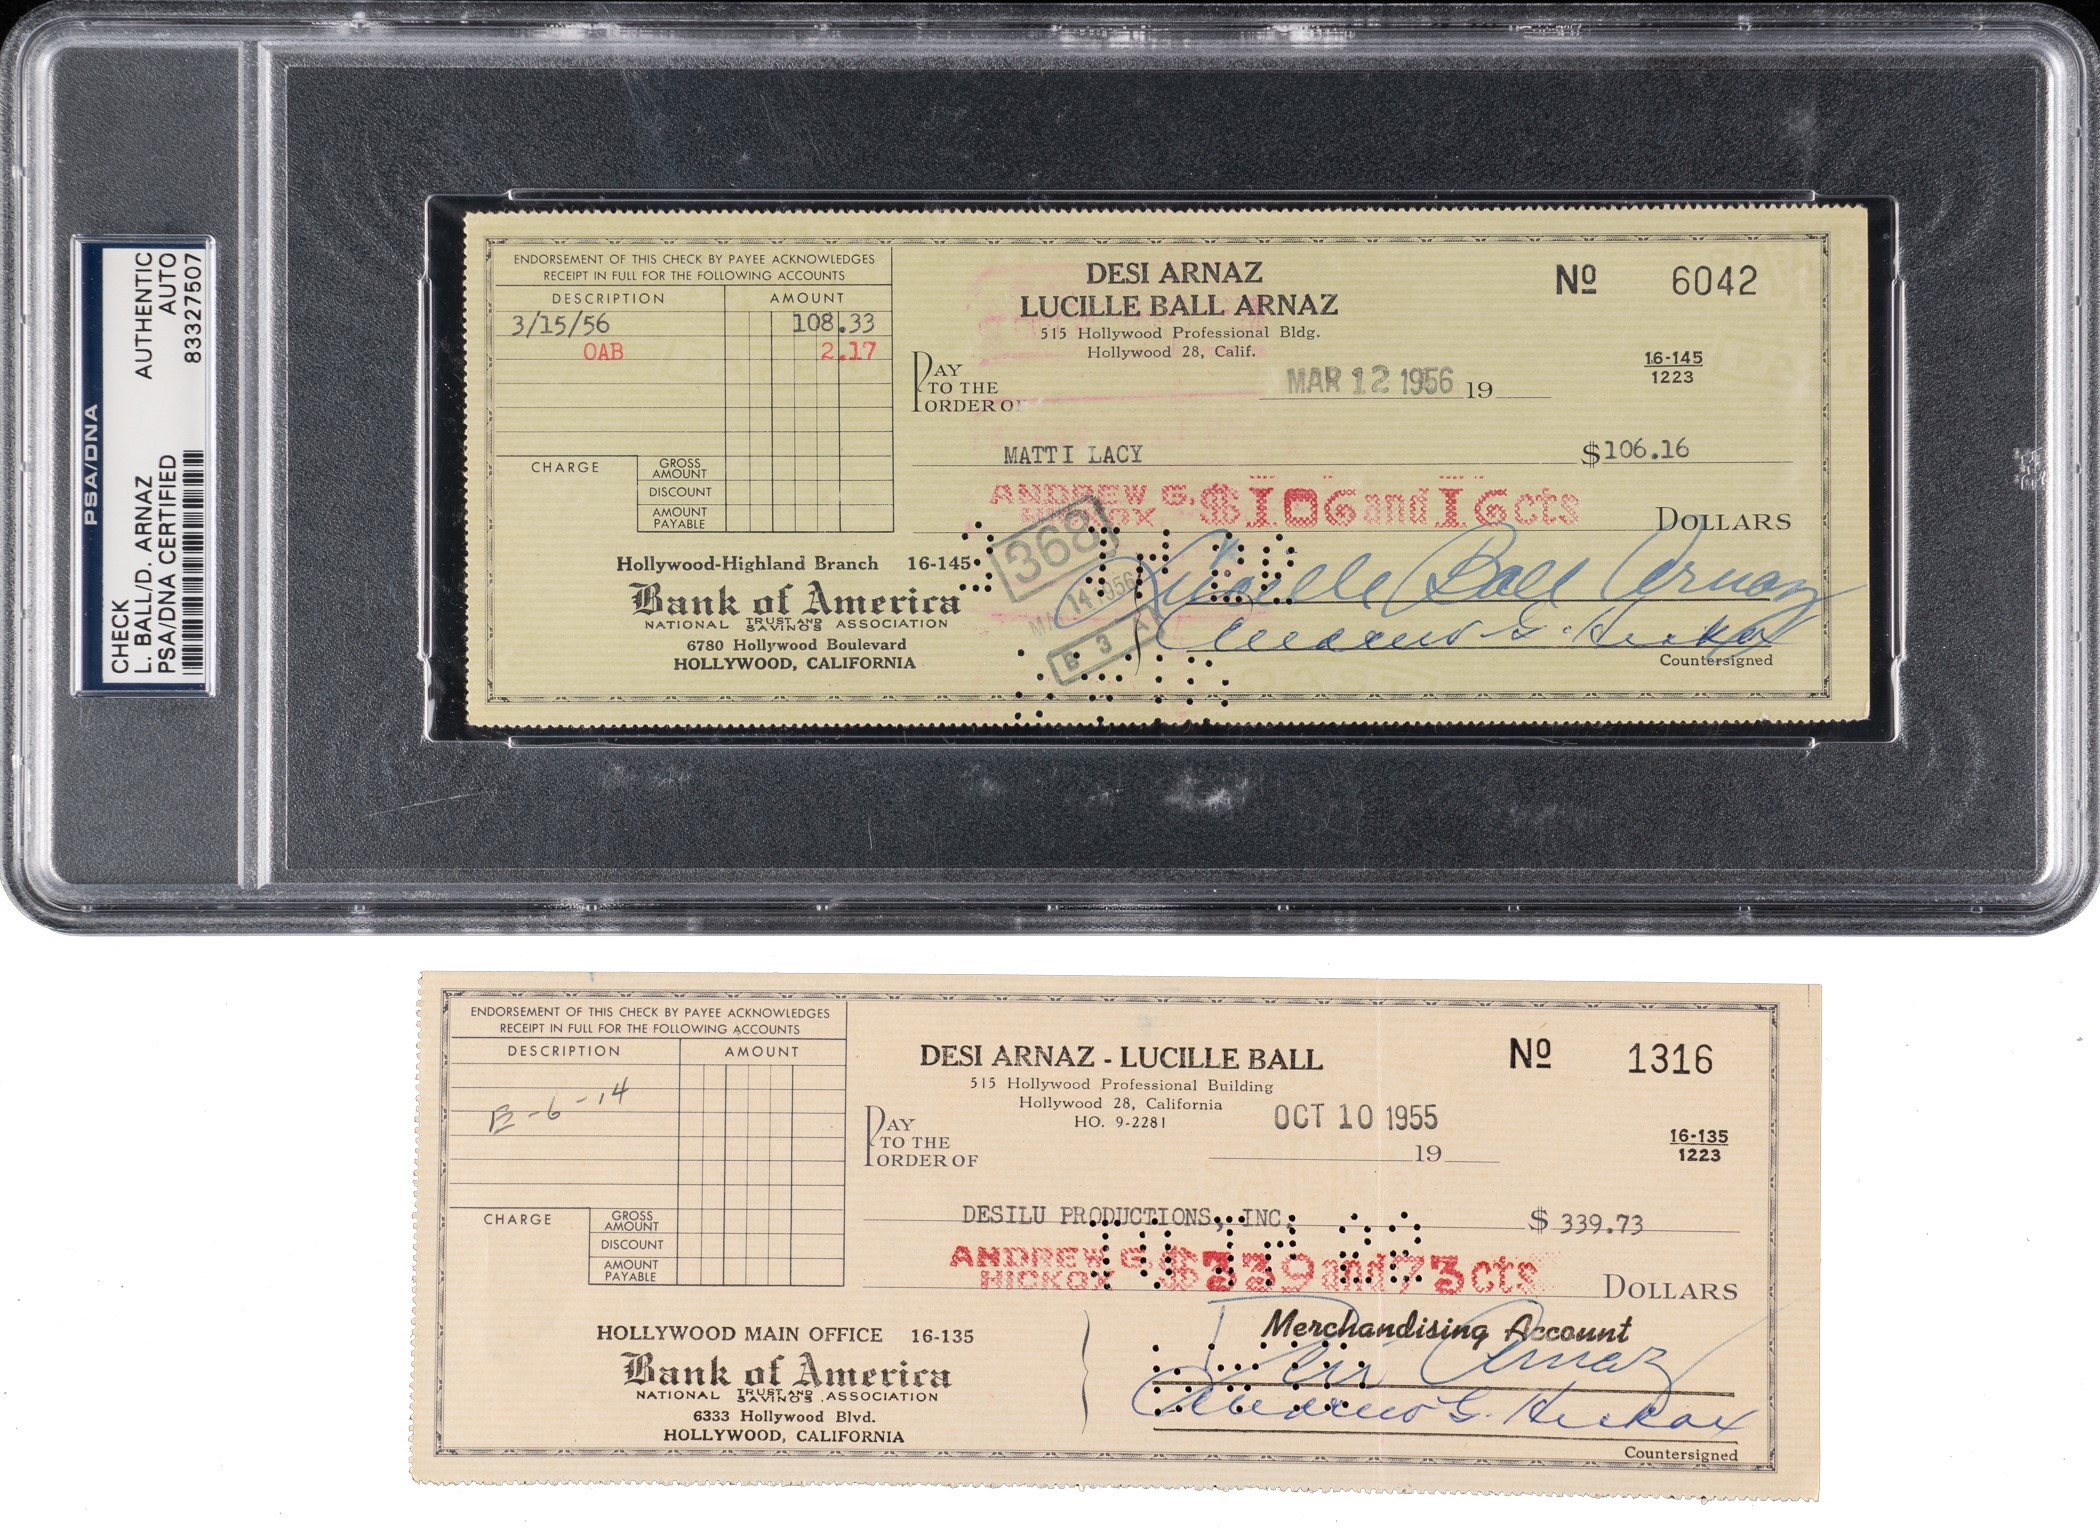 PSA/DNA
CHECK AUTHENTIC
L. BALL/D. ARNAZ AUTO
PSA/DNA CERTIFIED 83327507
ENDORSEMENT OF THIS CHECK BY PAYEE ACKNOWLEDGES
RECEIPT IN FULL FOR THE FOLLOWING ACCOUNTS
DESCRIPTION AMOUNT
3/15/56 108.33
OAB 2.17
CHARGE
GROSS AMOUNT
DISCOUNT
AMOUNT PAYABLE
DESI ARNAZ
LUCILLE BALL ARNAZ
515 Hollywood Professional Bldg.
Hollywood 28, Calif.
Nº 6042
16-145
1223
PAY
TO THE
ORDER OF
MAR 12 1956 19
MATTI LACY $106.16
ANDREW G. HICKOX $106 and 16 cts DOLLARS
Hollywood-Highland Branch 16-145
Bank of America
NATIONAL TRUST AND SAVINGS ASSOCIATION
6780 Hollywood Boulevard
HOLLYWOOD, CALIFORNIA
368
14 1956
B 3 A
Lucille Ball Arnaz
Andrew G. Hickox
Countersigned
ENDORSEMENT OF THIS CHECK BY PAYEE ACKNOWLEDGES
RECEIPT IN FULL FOR THE FOLLOWING ACCOUNTS
DESCRIPTION AMOUNT
B-6-14
CHARGE
GROSS AMOUNT
DISCOUNT
AMOUNT PAYABLE
DESI ARNAZ - LUCILLE BALL
515 Hollywood Professional Building
Hollywood 28, California
HO. 9-2281
Nº 1316
16-135
1223
PAY
TO THE
ORDER OF
OCT 10 1955
19
DESILU PRODUCTIONS, INC. $ 339.73
ANDREW G. HICKOX $339 and 73 cts DOLLARS
HOLLYWOOD MAIN OFFICE 16-135
Bank of America
NATIONAL TRUST AND SAVINGS ASSOCIATION
6333 Hollywood Blvd.
HOLLYWOOD, CALIFORNIA
Merchandising Account
Desi Arnaz
Andrew G. Hickox
Countersigned